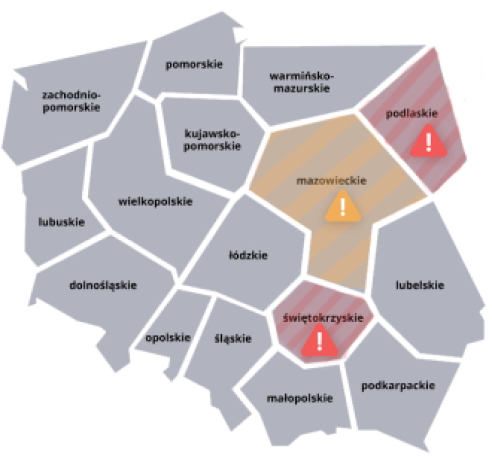 pomorskie
warmińsko-
mazurskie
zachodnio-
pomorskie
podlaskie
!
kujawsko-
pomorskie
mazowieckie
!
wielkopolskie
lubuskie
łódzkie
dolnośląskie
lubelskie
świętokrzyskie
!
opolskie
śląskie
podkarpackie
małopolskie